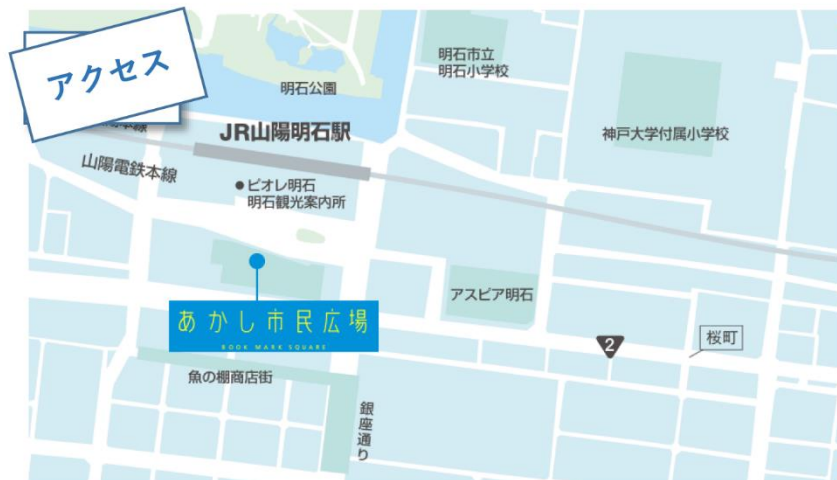 アクセス
明石公園
明石市立
明石小学校
神戸大学付属小学校
JR山陽明石駅
本線
山陽電鉄本線
ピオレ明石
明石観光案内所
アスピア明石
あかし市民広場
BOOK MARK SQUARE
2
桜町
魚の棚商店街
銀座通り